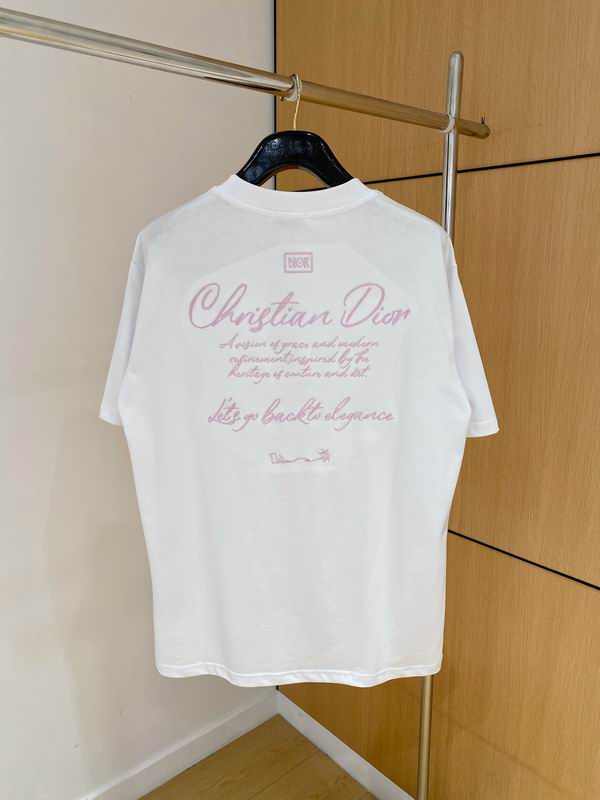 DIOR
Christian Dior
A vision of grace and modern
refinement, inspired by the
heritage of couture and art.
Let's go back to elegance